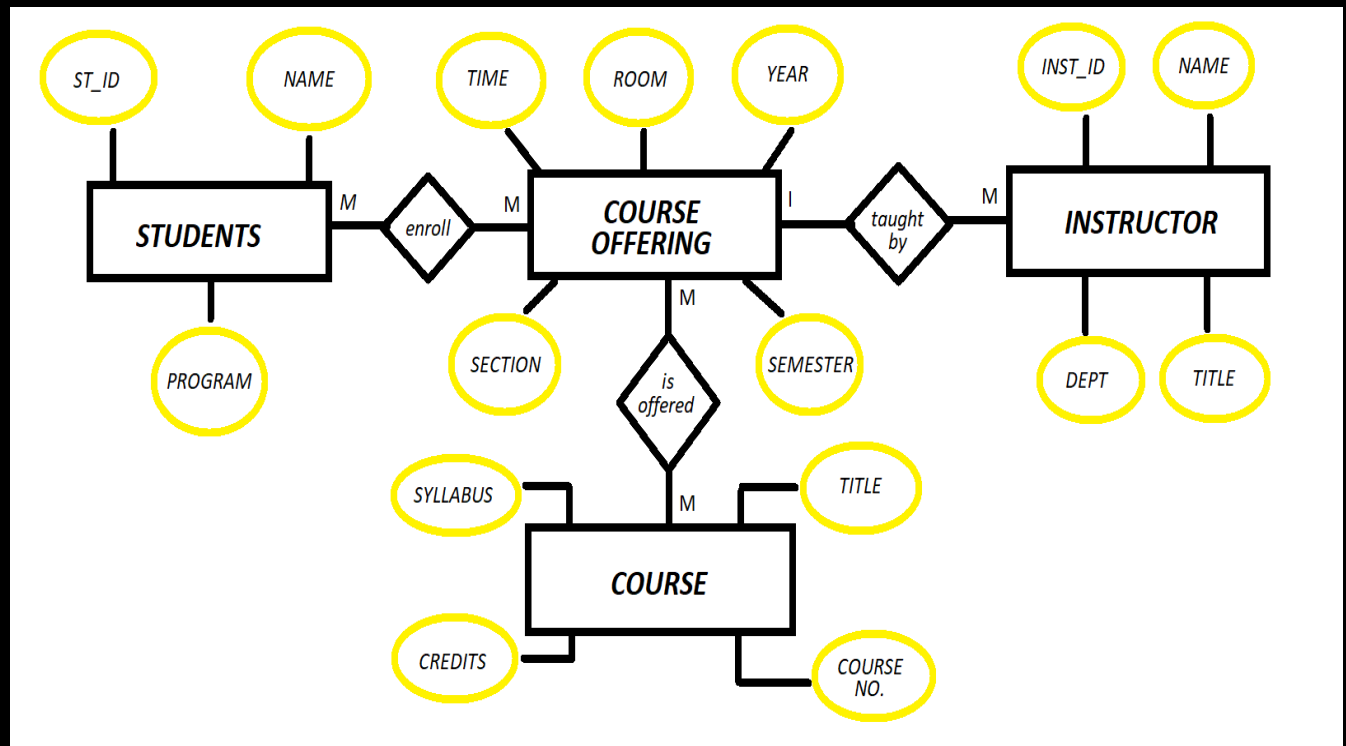 ST_ID
NAME
TIME
ROOM
YEAR
INST_ID
NAME
STUDENTS
M
enroll
M
COURSE
OFFERING
I
taught
by
M
INSTRUCTOR
PROGRAM
SECTION
M
SEMESTER
DEPT
TITLE
is
offered
SYLLABUS
M
TITLE
COURSE
CREDITS
COURSE
NO.